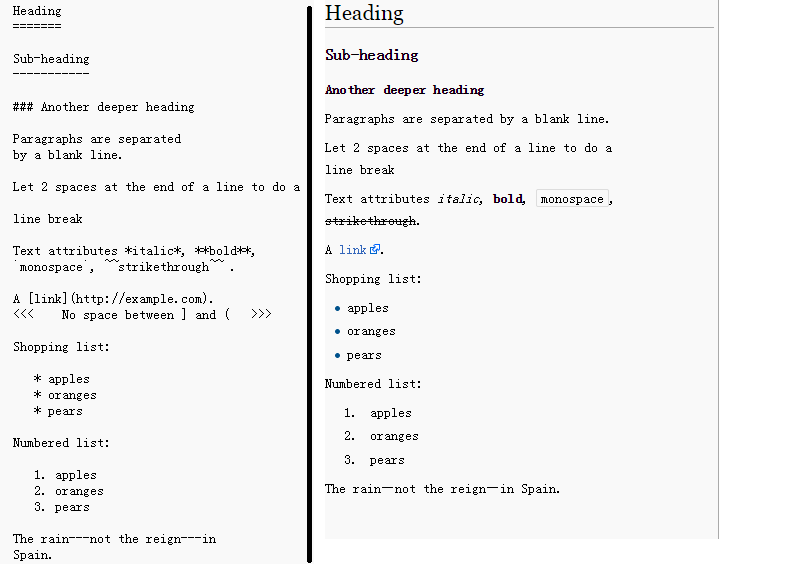 Heading
=======
Sub-heading
-----------
### Another deeper heading
Paragraphs are separated
by a blank line.
Let 2 spaces at the end of a line to do a
line break
Text attributes *italic*, **bold**,
`monospace`, ~~strikethrough~~ .
A [link](http://example.com).
<<<    No space between ] and (   >>>
Shopping list:
* apples
* oranges
* pears
Numbered list:
1. apples
2. oranges
3. pears
The rain---not the reign---in
Spain.
Heading
Sub-heading
Another deeper heading
Paragraphs are separated by a blank line.
Let 2 spaces at the end of a line to do a
line break
Text attributes italic, bold, monospace,
strikethrough.
A link.
Shopping list:
• apples
• oranges
• pears
Numbered list:
1. apples
2. oranges
3. pears
The rain—not the reign—in Spain.